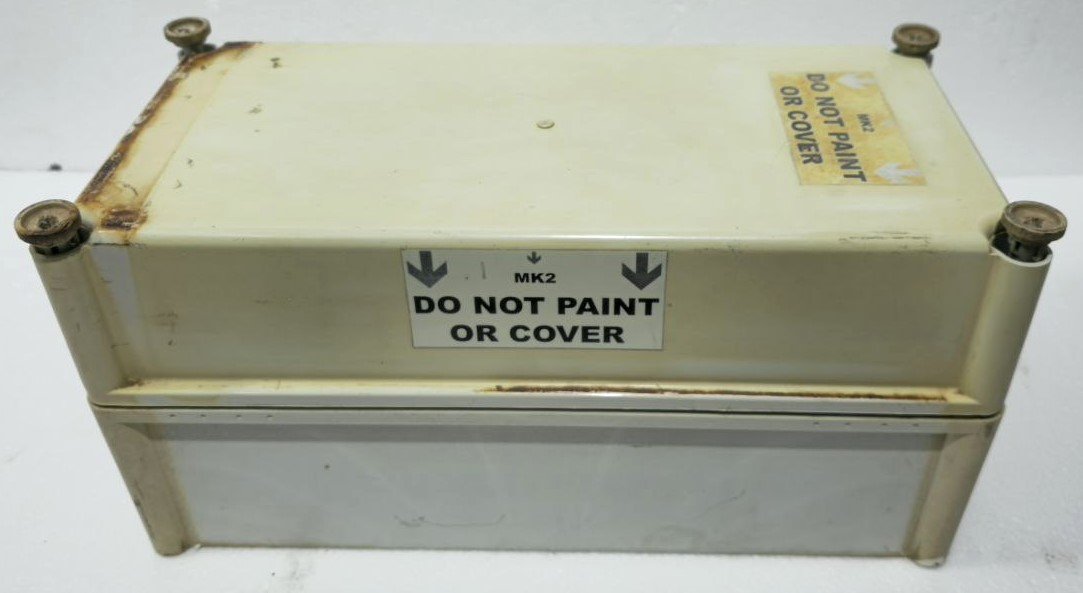 MK2
DO NOT PAINT
OR COVER
MK2
DO NOT PAINT
OR COVER